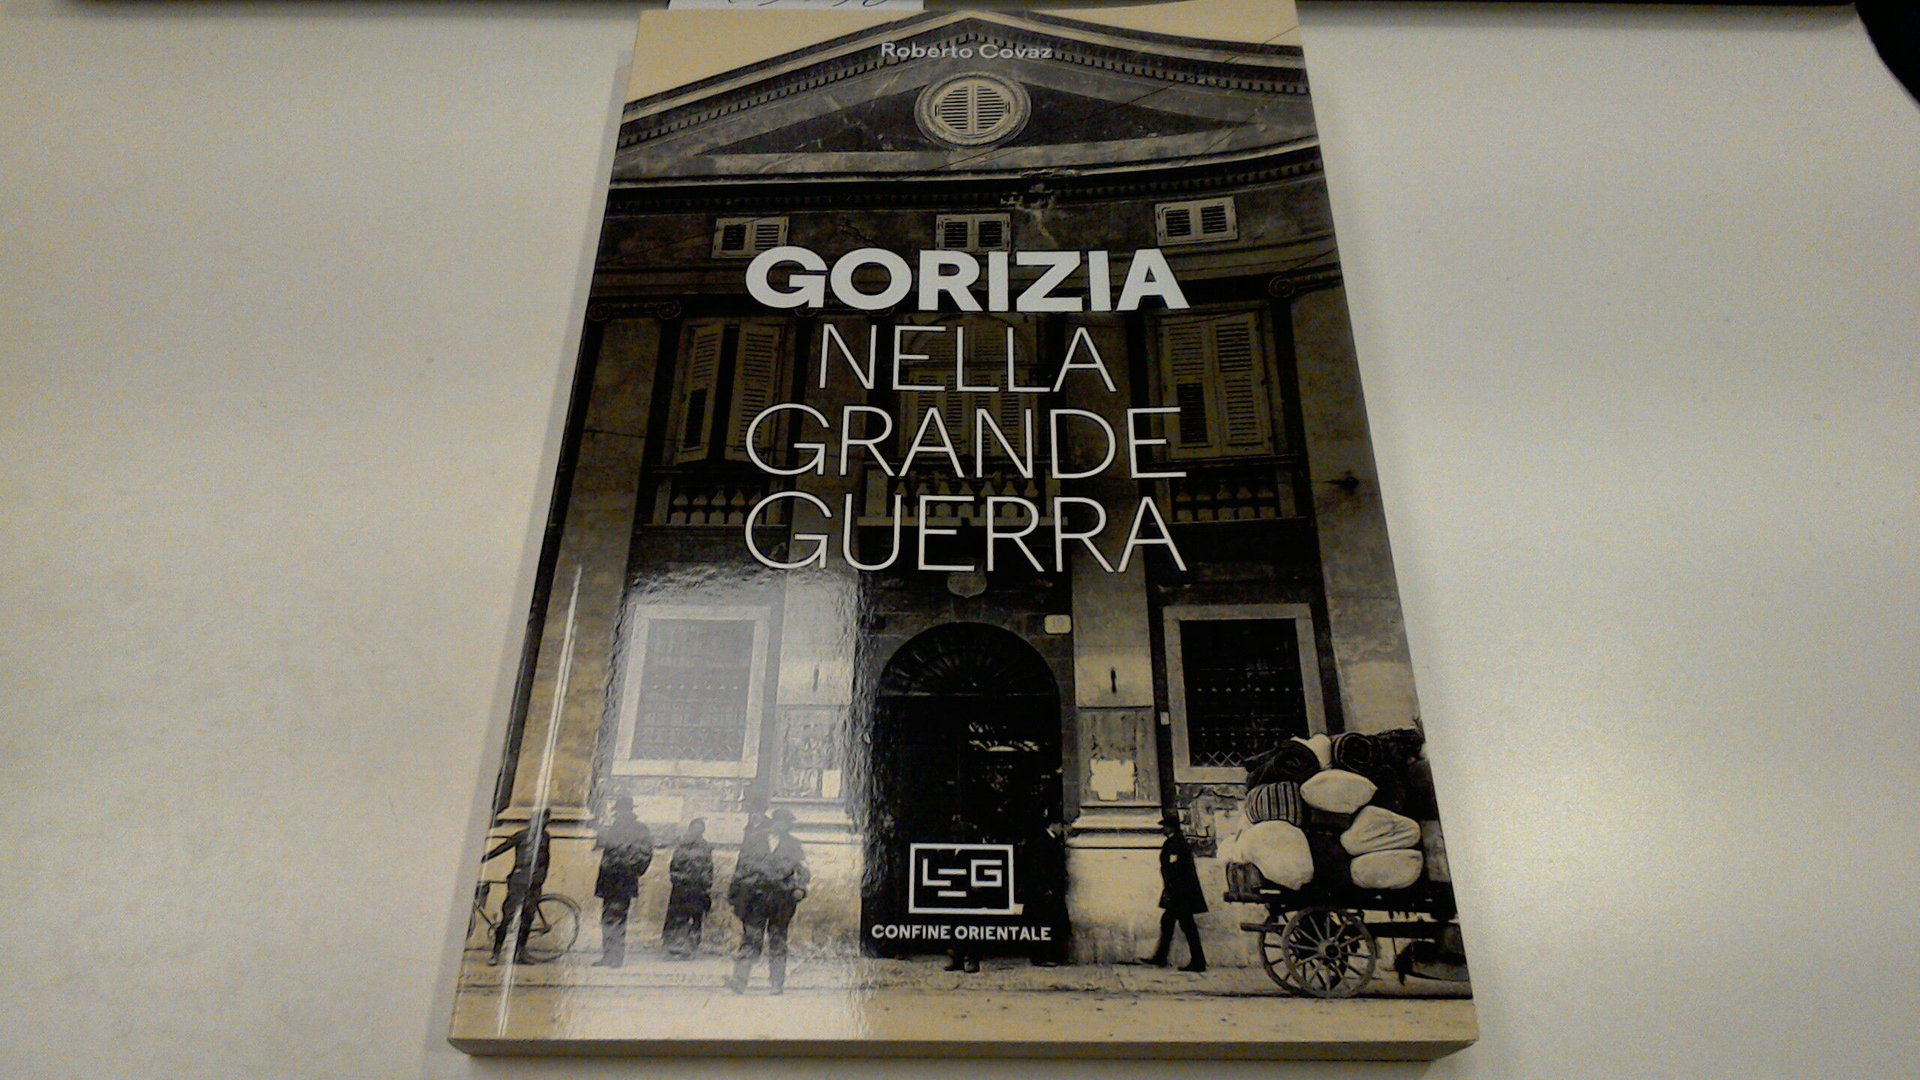 Roberto Covaz
GORIZIA
NELLA
GRANDE
GUERRA
LEG
CONFINE ORIENTALE